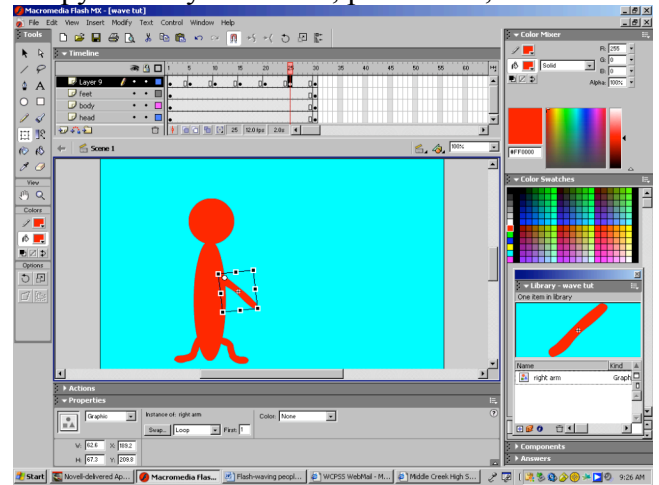 Macromedia Flash MX - [wave tut]
File Edit View Insert Modify Text Control Window Help
Tools
Timeline
1 5 10 15 20 25 30 35 40 45 50 55 60
Layer 9
feet
body
head
25 12.0 fps 2.0s
Scene 1
100%
View
Colors
Options
Color Mixer
Solid
R: 255
G: 0
B: 0
Alpha: 100%
#FF0000
Color Swatches
Library - wave tut
One item in library
Name Kind
right arm Graph
Actions
Properties
Graphic
Instance of: right arm
Color: None
Swap... Loop First: 1
W: 62.6 X: 189.2
H: 67.3 Y: 209.8
Components
Answers
Start Novell-delivered Ap... Macromedia Flas... Flash-waving peopl... WCPSS WebMail - M... Middle Creek High S... 9:26 AM